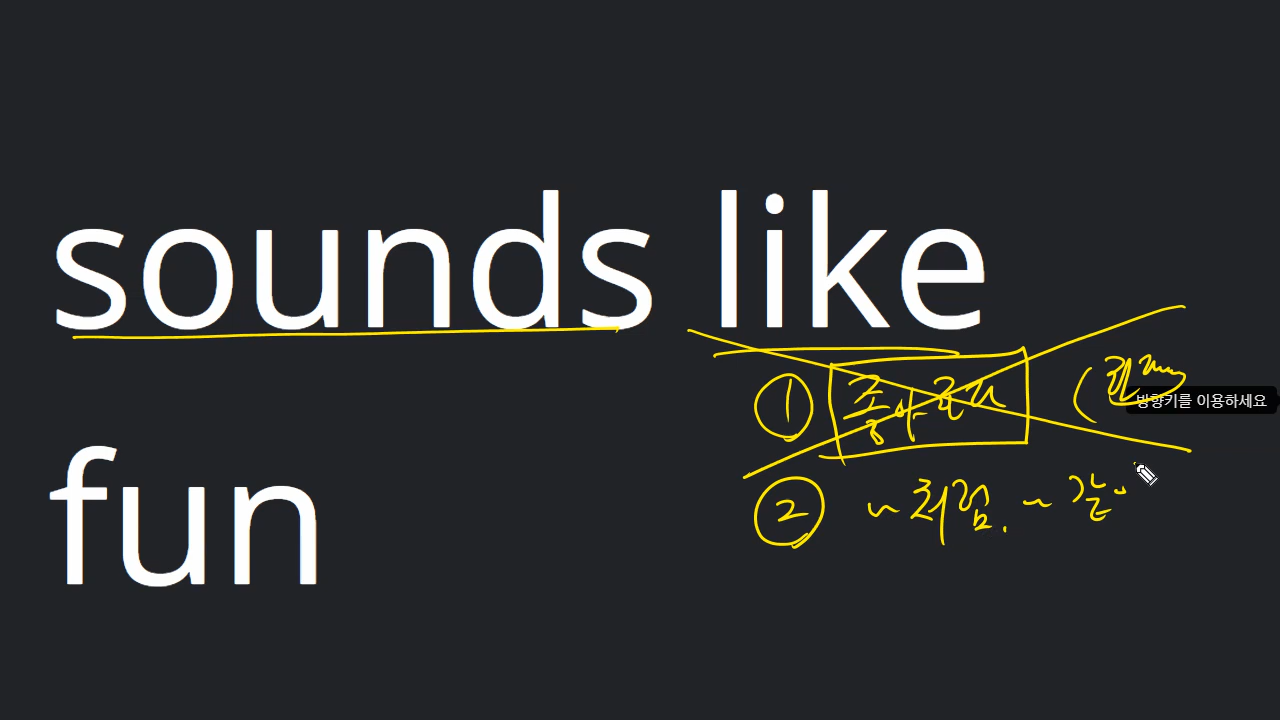 sounds like
① 좋아하다
방향키를 이용하세요
② ~처럼. ~같이
fun